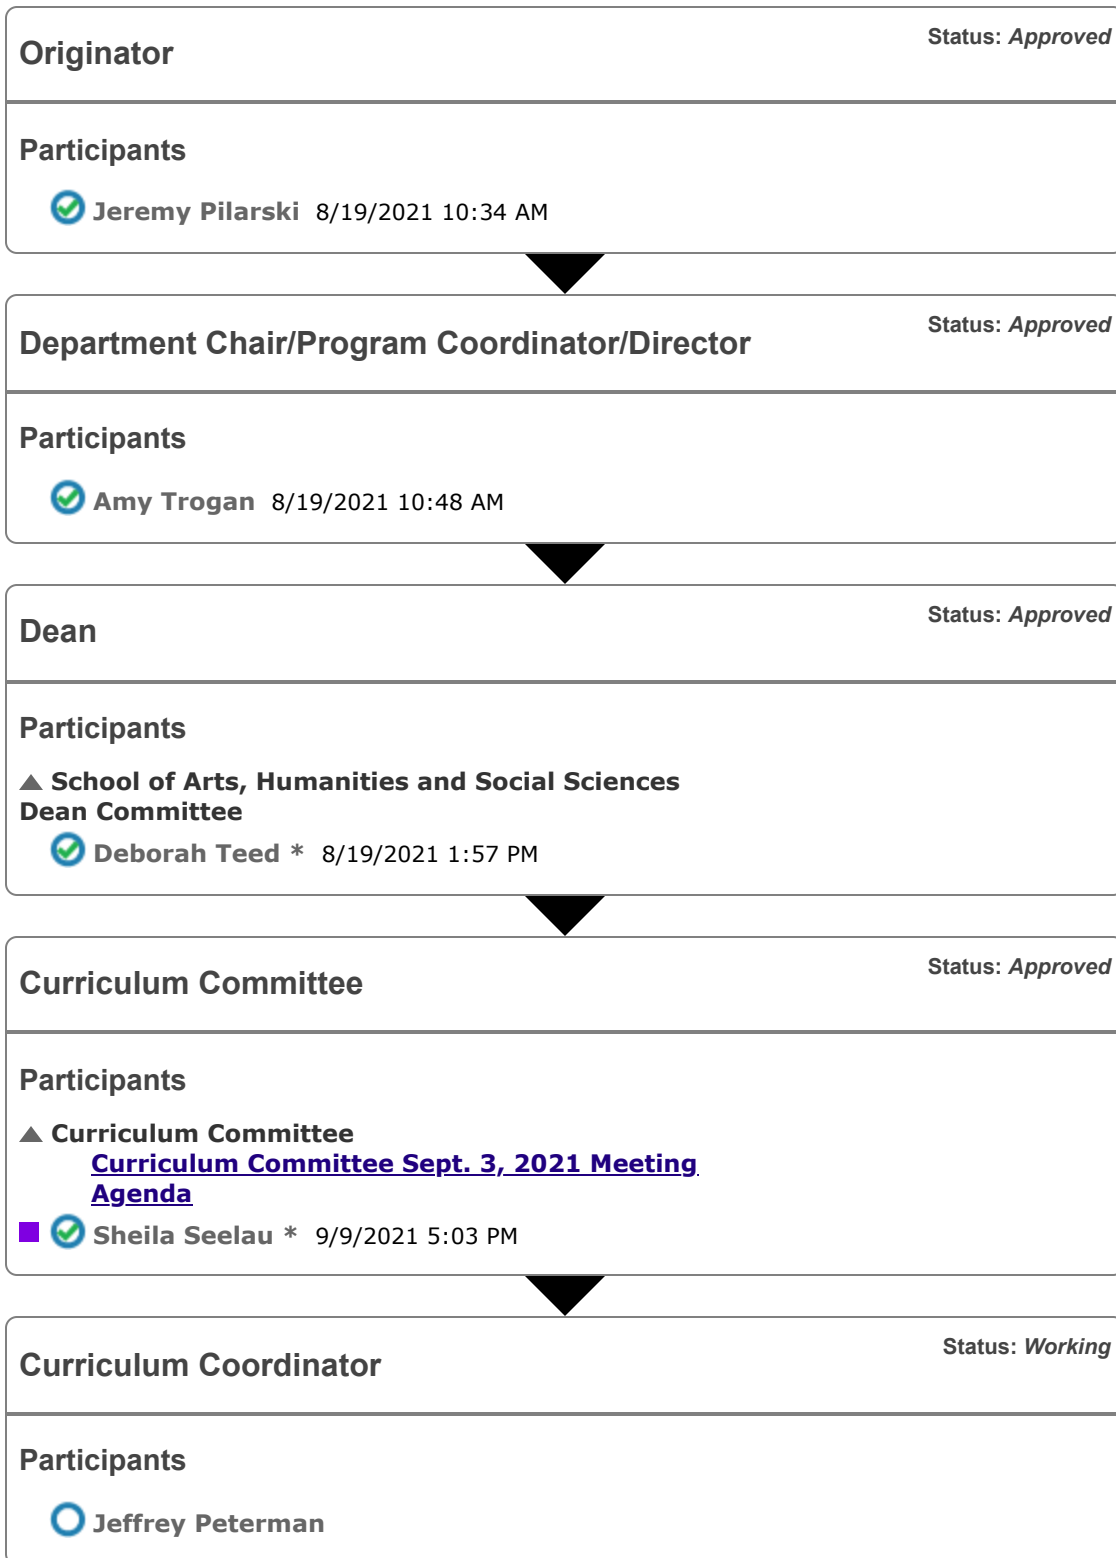 Originator
Status: Approved
Participants
Jeremy Pilarski 8/19/2021 10:34 AM
Department Chair/Program Coordinator/Director
Status: Approved
Participants
Amy Trogan 8/19/2021 10:48 AM
Dean
Status: Approved
Participants
School of Arts, Humanities and Social Sciences
Dean Committee
Deborah Teed * 8/19/2021 1:57 PM
Curriculum Committee
Status: Approved
Participants
Curriculum Committee
Curriculum Committee Sept. 3, 2021 Meeting
Agenda
Sheila Seelau * 9/9/2021 5:03 PM
Curriculum Coordinator
Status: Working
Participants
Jeffrey Peterman